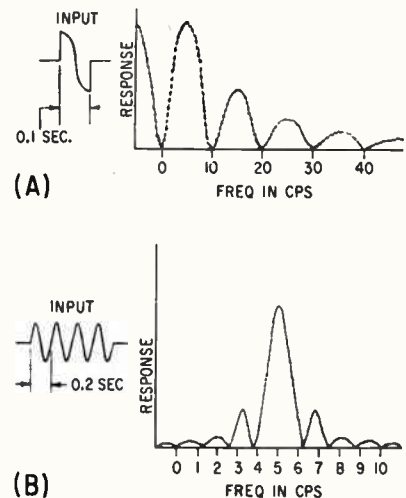 INPUT
0.1 SEC.
RESPONSE
0 10 20 30 40
FREQ IN CPS
(A)
INPUT
0.2 SEC
RESPONSE
0 1 2 3 4 5 6 7 8 9 10
FREQ IN CPS
(B)